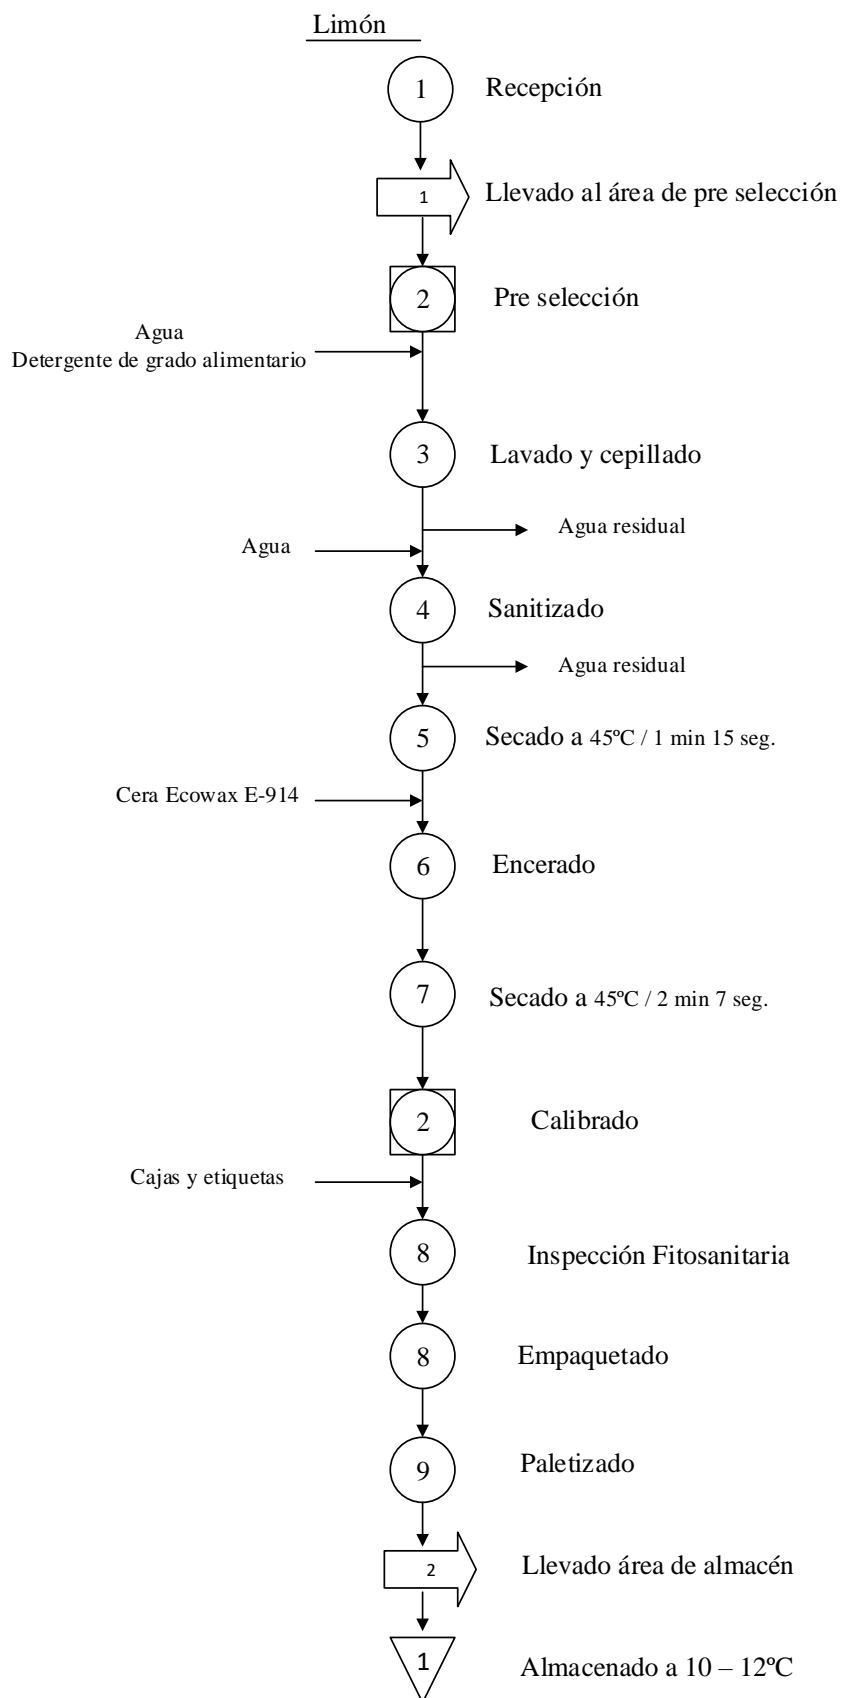 Limón
1 Recepción
1 Llevado al área de pre selección
2 Pre selección
Agua
Detergente de grado alimentario
3 Lavado y cepillado
Agua residual
Agua
4 Sanitizado
Agua residual
5 Secado a 45ºC / 1 min 15 seg.
Cera Ecowax E-914
6 Encerado
7 Secado a 45ºC / 2 min 7 seg.
2 Calibrado
Cajas y etiquetas
8 Inspección Fitosanitaria
8 Empaquetado
9 Paletizado
2 Llevado área de almacén
1 Almacenado a 10 – 12ºC